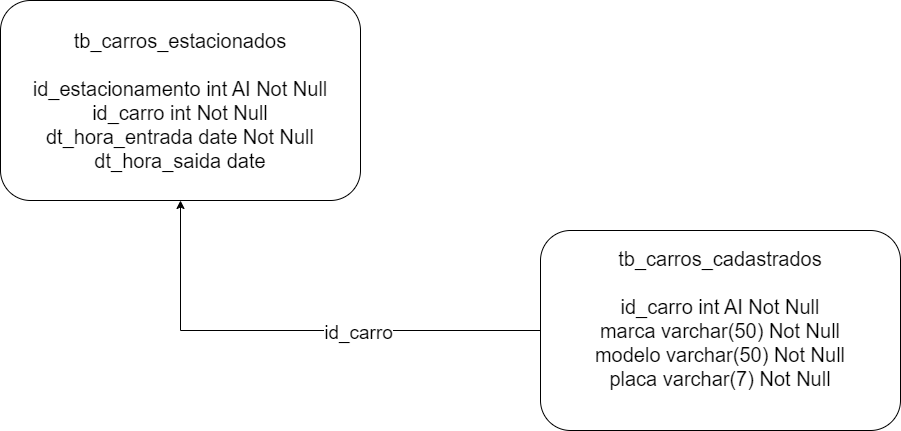 tb_carros_estacionados
id_estacionamento int AI Not Null
id_carro int Not Null
dt_hora_entrada date Not Null
dt_hora_saida date
id_carro
tb_carros_cadastrados
id_carro int AI Not Null
marca varchar(50) Not Null
modelo varchar(50) Not Null
placa varchar(7) Not Null